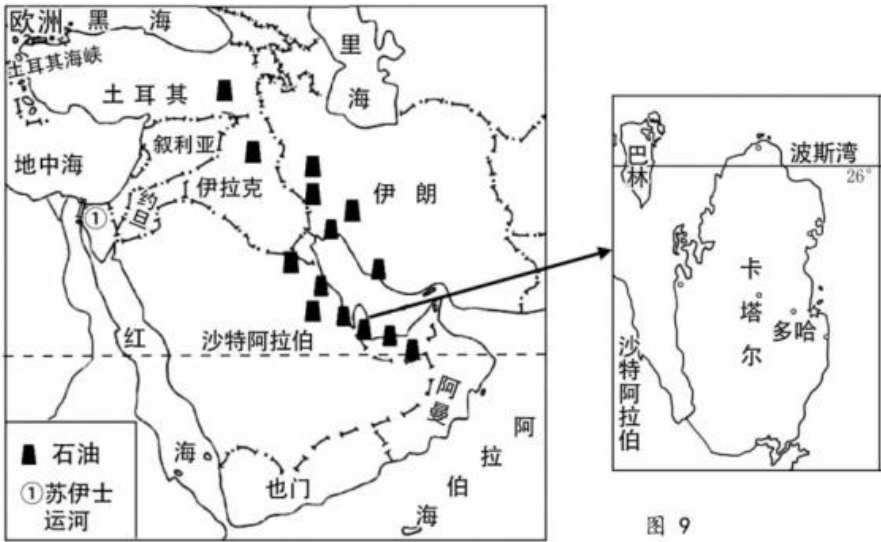 欧洲
黑海
里海
土耳其海峡
土耳其
叙利亚
地中海
伊拉克
伊朗
约旦
①
红海
沙特阿拉伯
阿曼
也门
阿拉伯海
石油
①苏伊士
运河
巴林
波斯湾
26°
卡塔尔
多哈
沙特阿拉伯
图 9